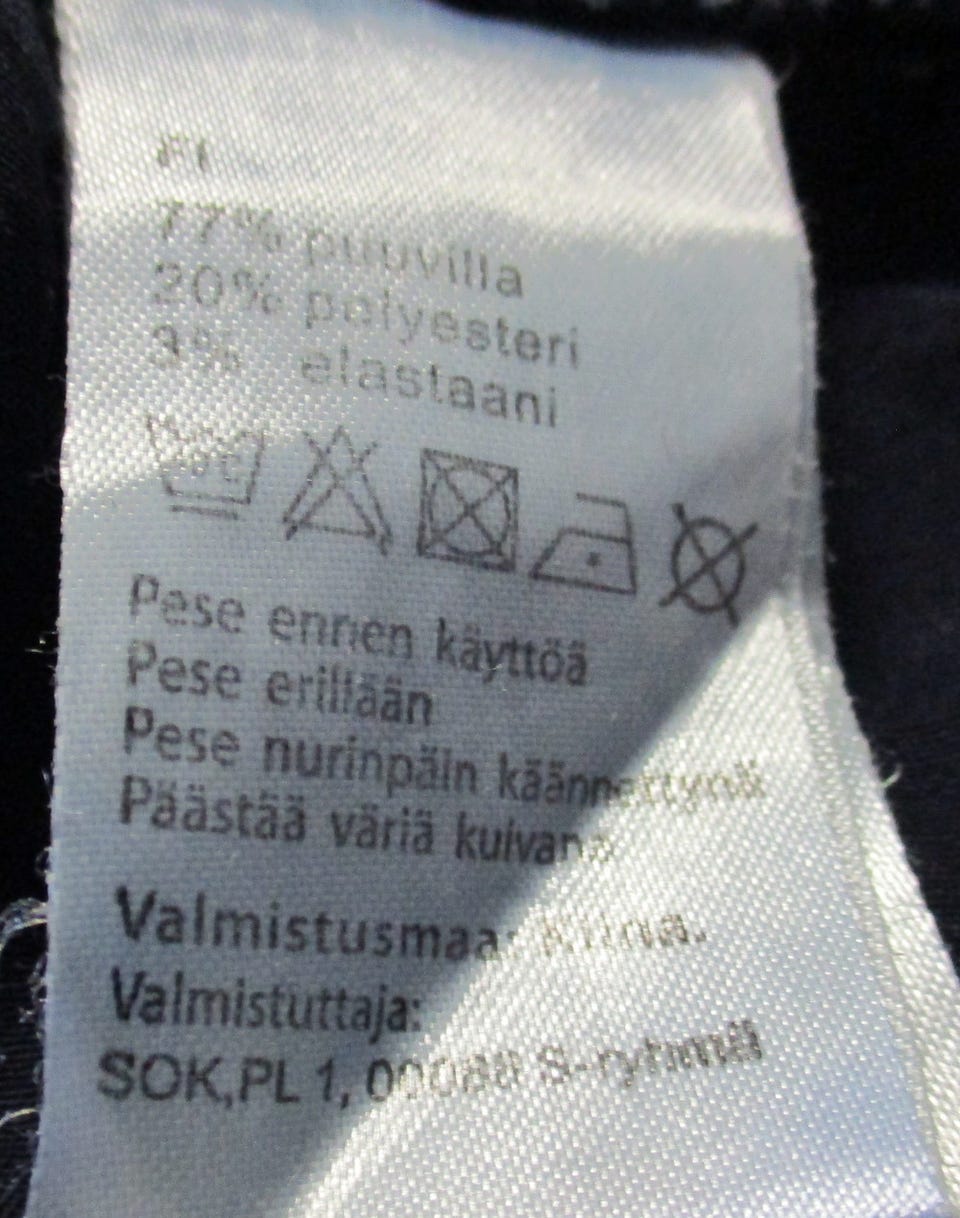 FI
77% puuvilla
20% polyesteri
3% elastaani
Pese ennen käyttöä
Pese erillään
Pese nurinpäin käännettynä
Päästää väriä kuivana
Valmistusmaa: Kiina.
Valmistuttaja:
SOK,PL 1, 00088 S-ryhmä